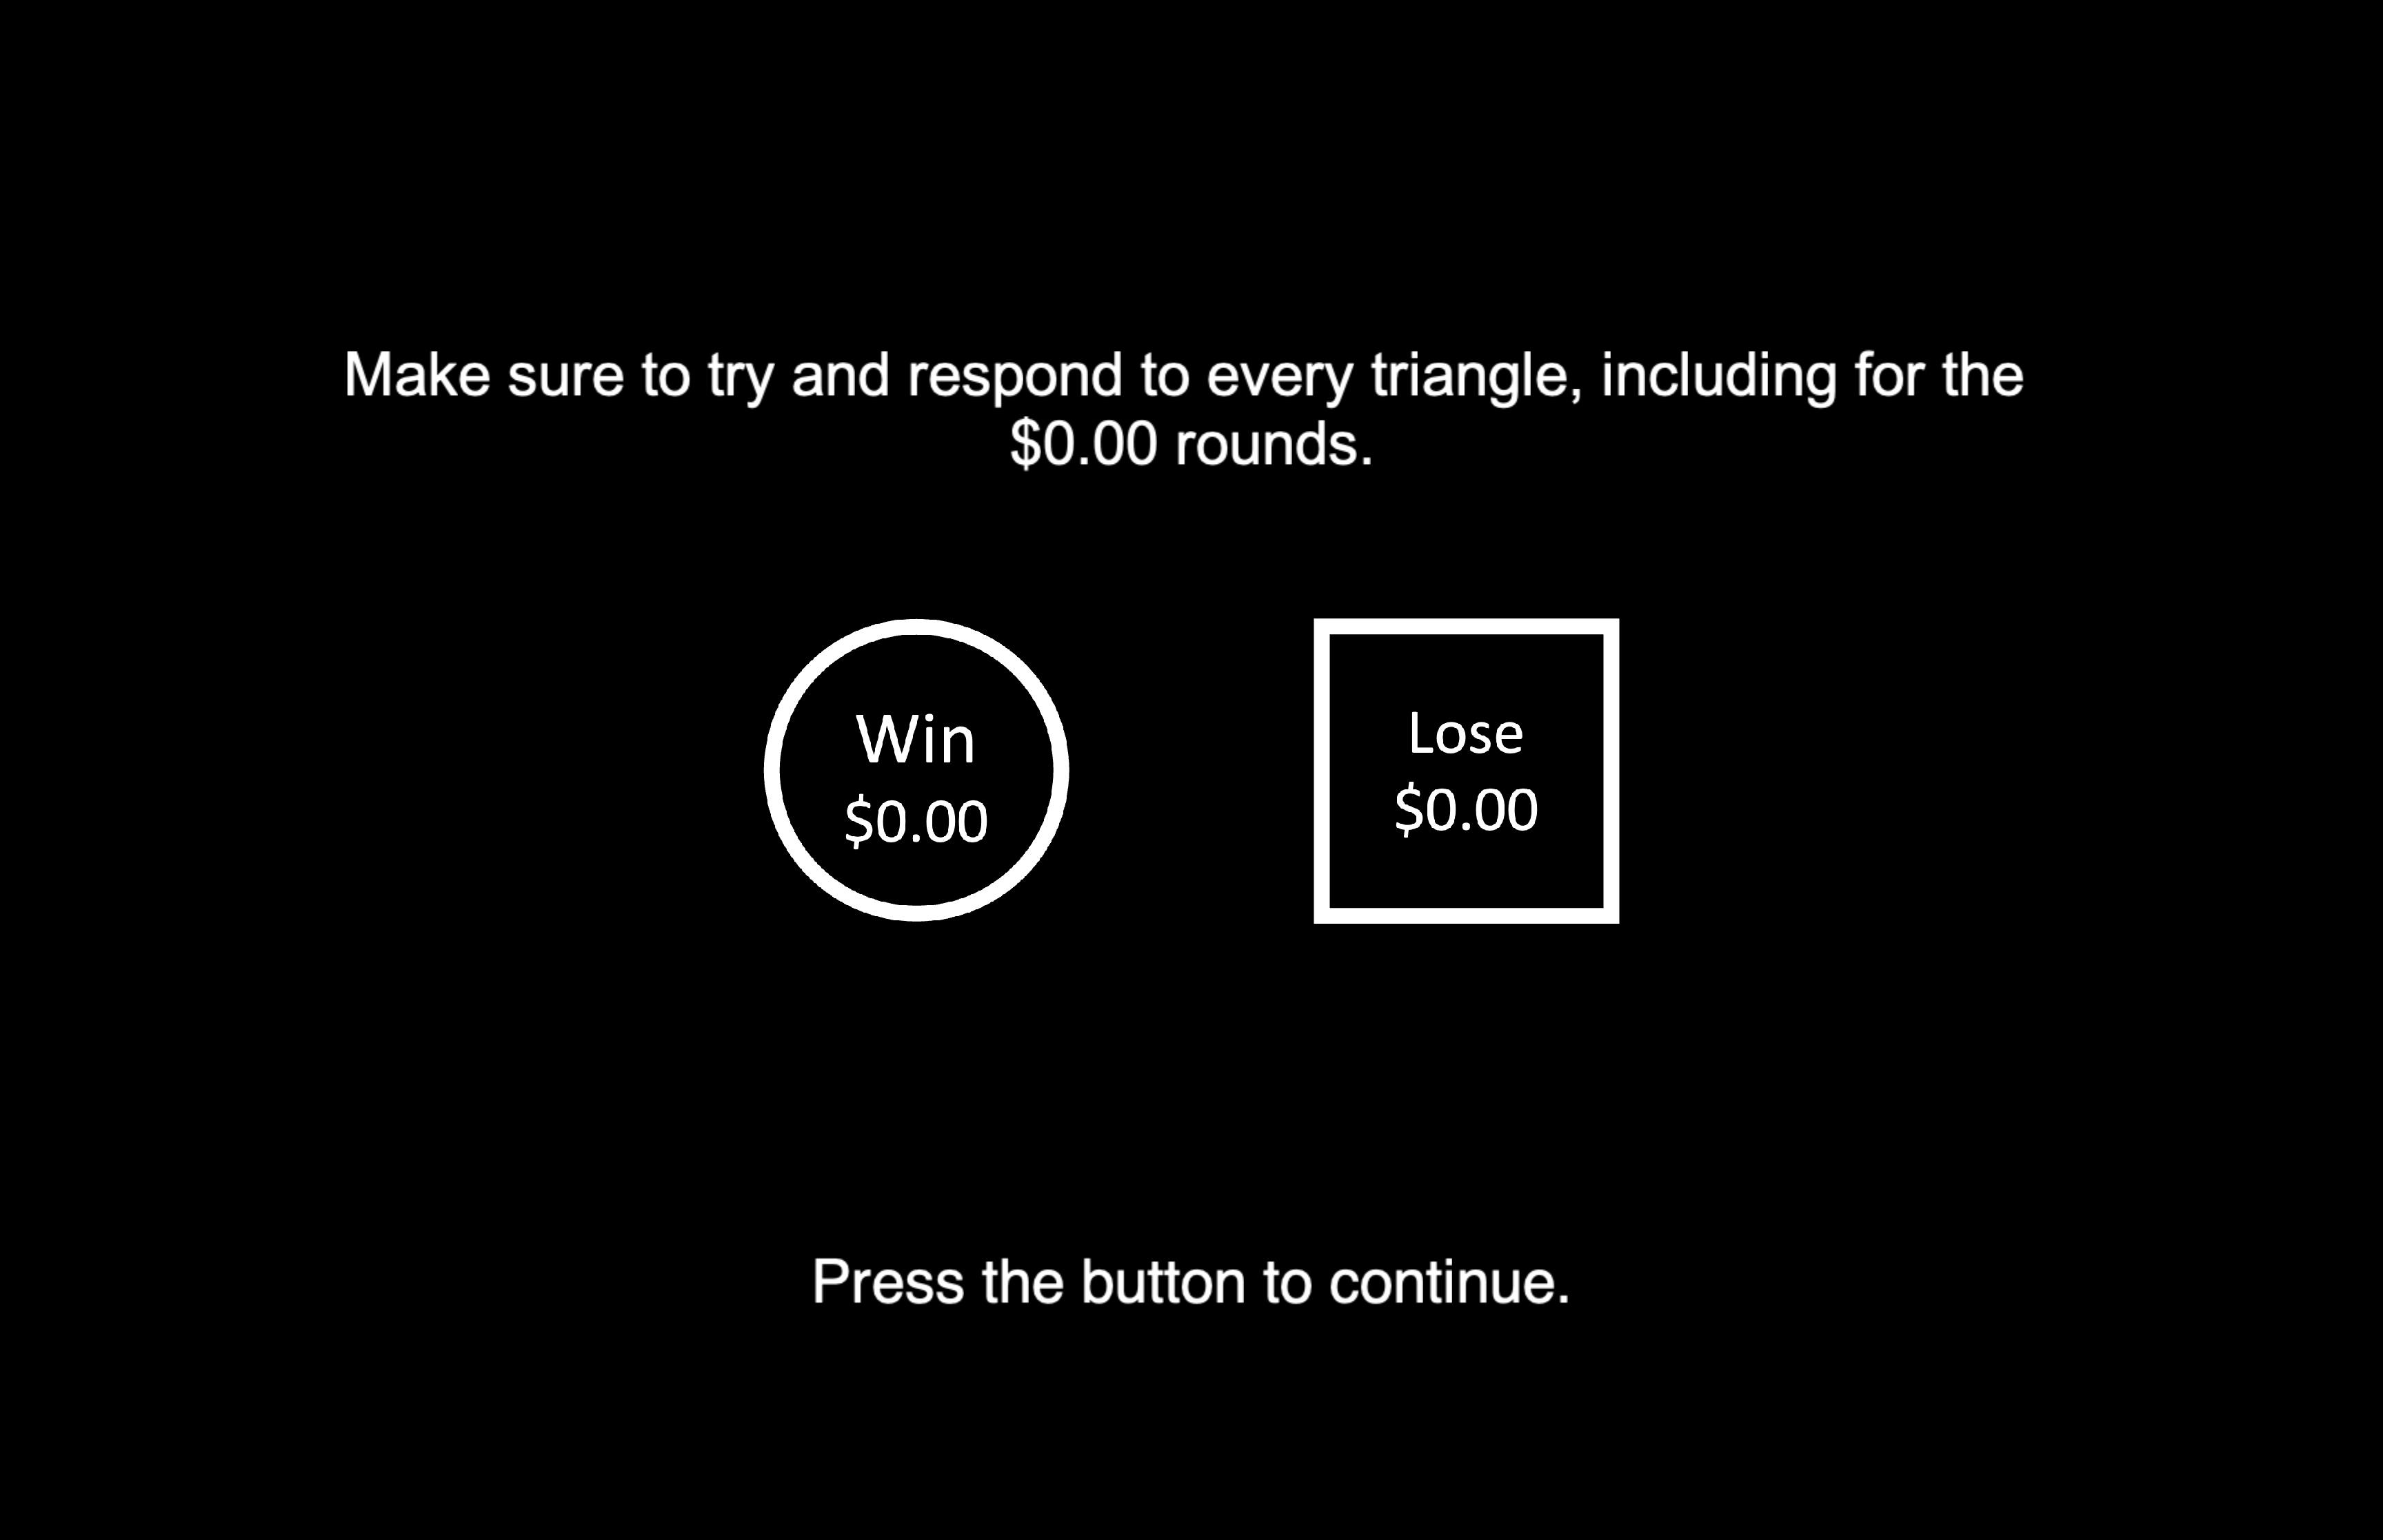 Make sure to try and respond to every triangle, including for the
$0.00 rounds.
Win
$0.00
Lose
$0.00
Press the button to continue.